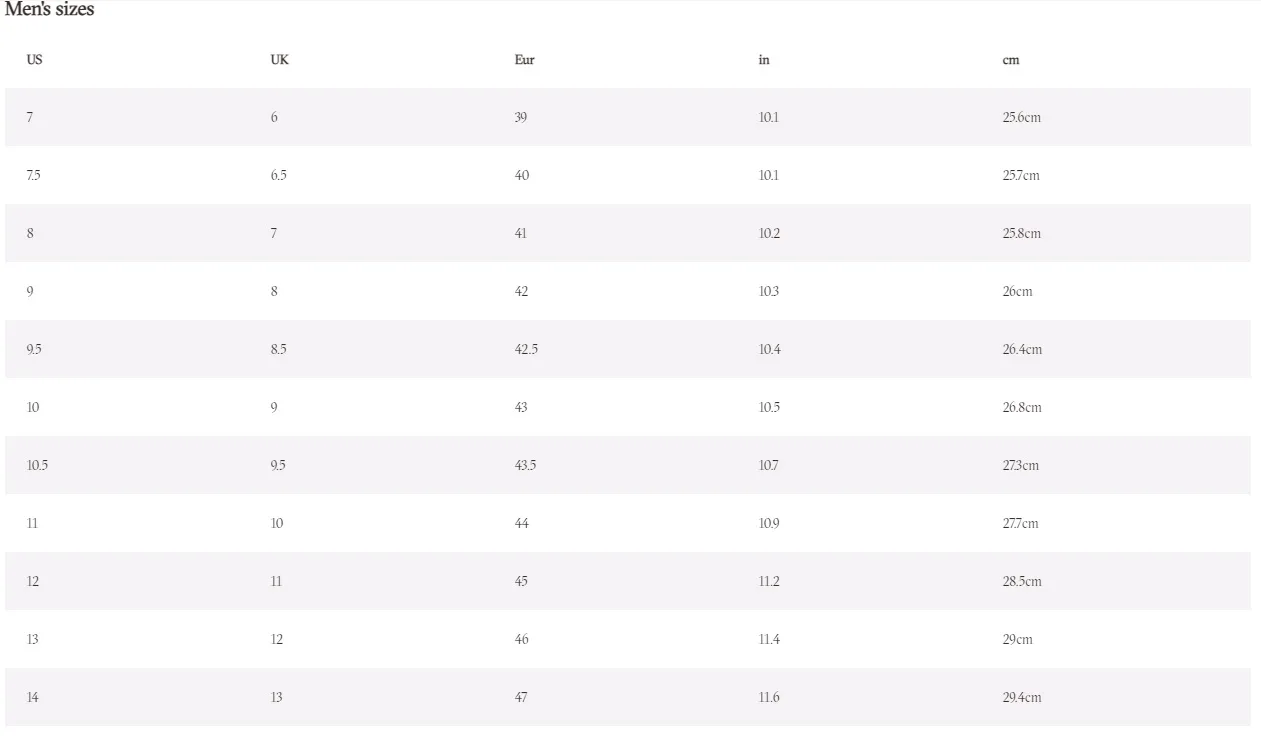 Men's sizes
US UK Eur in cm
7 6 39 10.1 25.6cm
7.5 6.5 40 10.1 25.7cm
8 7 41 10.2 25.8cm
9 8 42 10.3 26cm
9.5 8.5 42.5 10.4 26.4cm
10 9 43 10.5 26.8cm
10.5 9.5 43.5 10.7 27.3cm
11 10 44 10.9 27.7cm
12 11 45 11.2 28.5cm
13 12 46 11.4 29cm
14 13 47 11.6 29.4cm